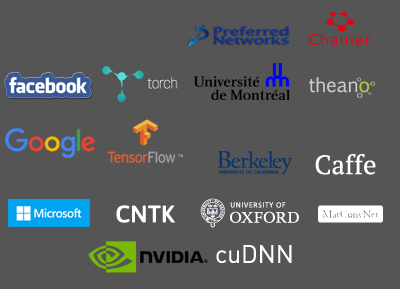 Preferred Networks
Chainer
facebook
torch
Université de Montréal
theano
Google
TensorFlow™
Berkeley
UNIVERSITY OF CALIFORNIA
Caffe
Microsoft
CNTK
UNIVERSITY OF OXFORD
MatConvNet
NVIDIA.
cuDNN